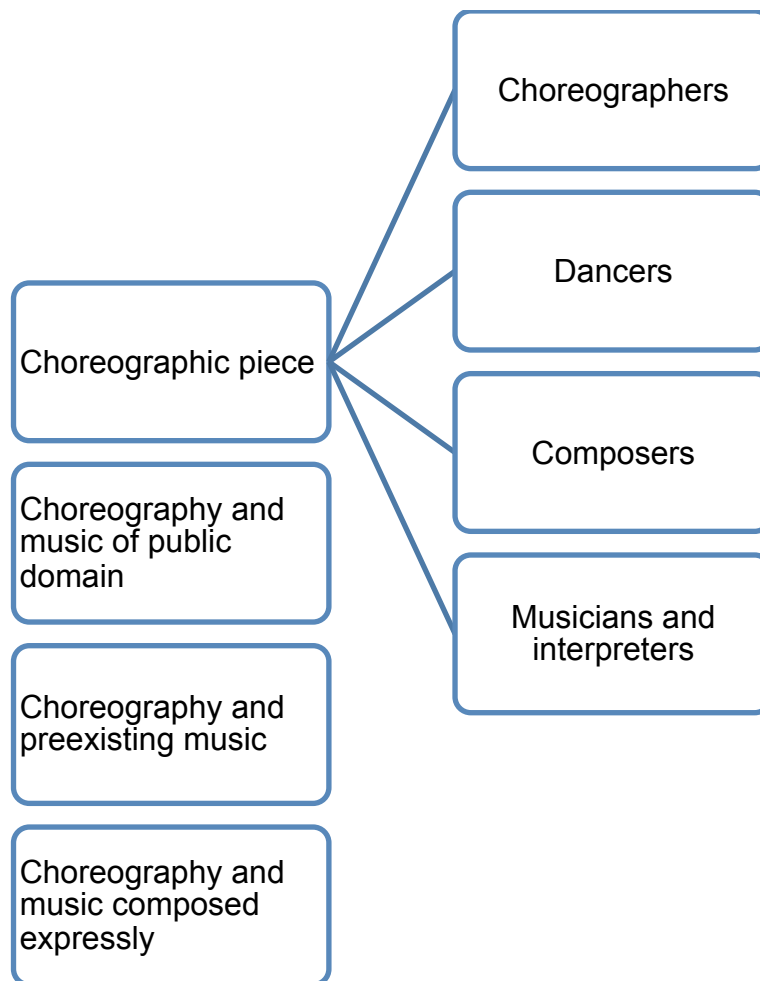 Choreographers
Dancers
Choreographic piece
Composers
Choreography and
music of public
domain
Musicians and
interpreters
Choreography and
preexisting music
Choreography and
music composed
expressly